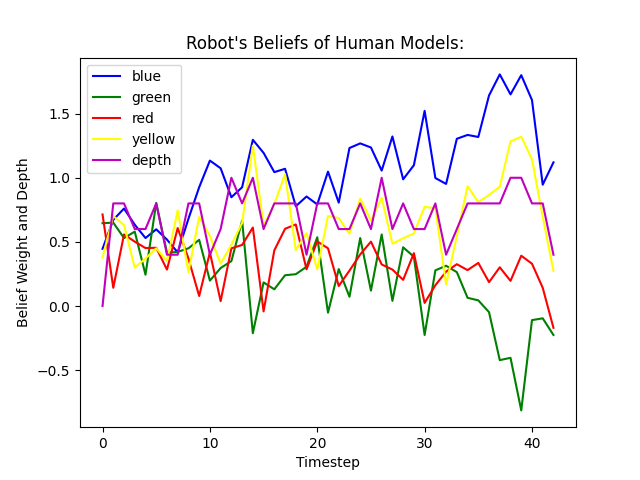 Robot's Beliefs of Human Models:
blue
green
red
yellow
depth
Belief Weight and Depth
1.5
1.0
0.5
0.0
−0.5
0
10
20
30
40
Timestep